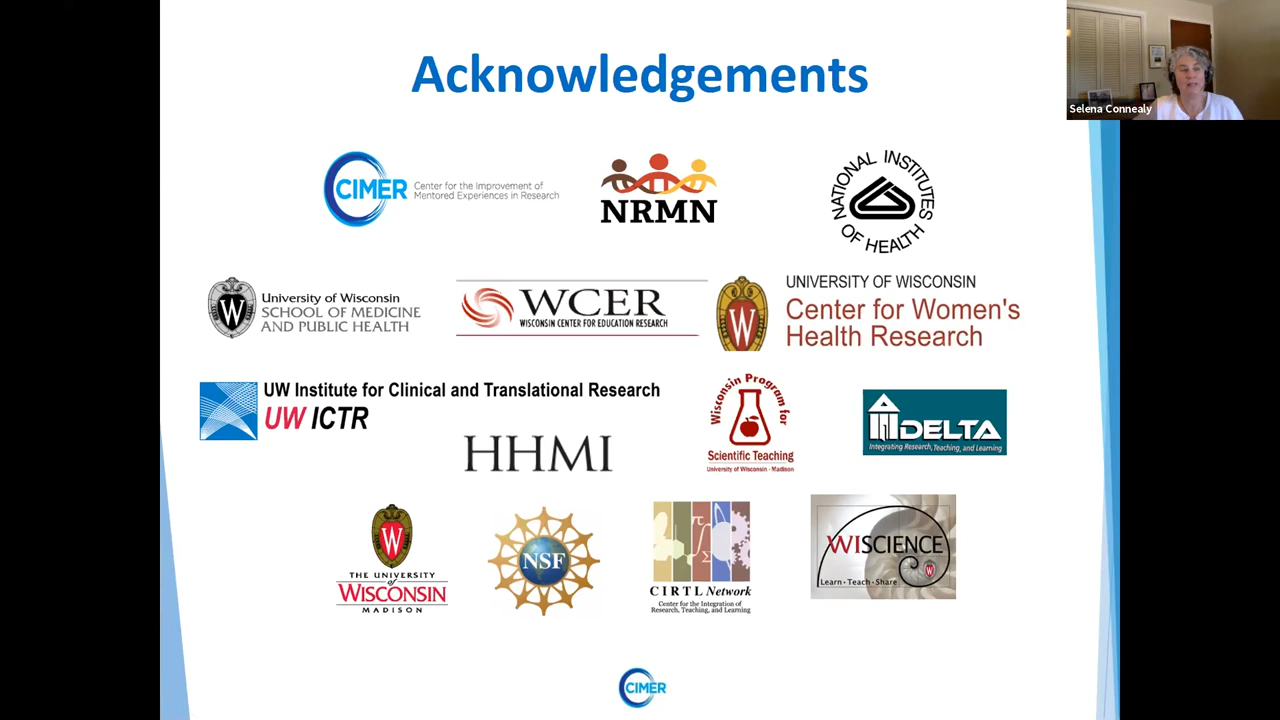 Acknowledgements
Selena Connealy
CIMER
Center for the Improvement of
Mentored Experiences in Research
NRMN
NATIONAL INSTITUTES
OF HEALTH
W
University of Wisconsin
SCHOOL OF MEDICINE
AND PUBLIC HEALTH
WCER
WISCONSIN CENTER FOR EDUCATION RESEARCH
W
UNIVERSITY OF WISCONSIN
Center for Women's
Health Research
UW Institute for Clinical and Translational Research
UW ICTR
HHMI
Wisconsin Program for
Scientific Teaching
University of Wisconsin - Madison
DELTA
Integrating Research, Teaching, and Learning
W
THE UNIVERSITY
of
WISCONSIN
MADISON
NSF
π
∫
Σ
CIRTL Network
Center for the Integration of
Research, Teaching, and Learning
WISCIENCE
W
Learn • Teach • Share
CIMER